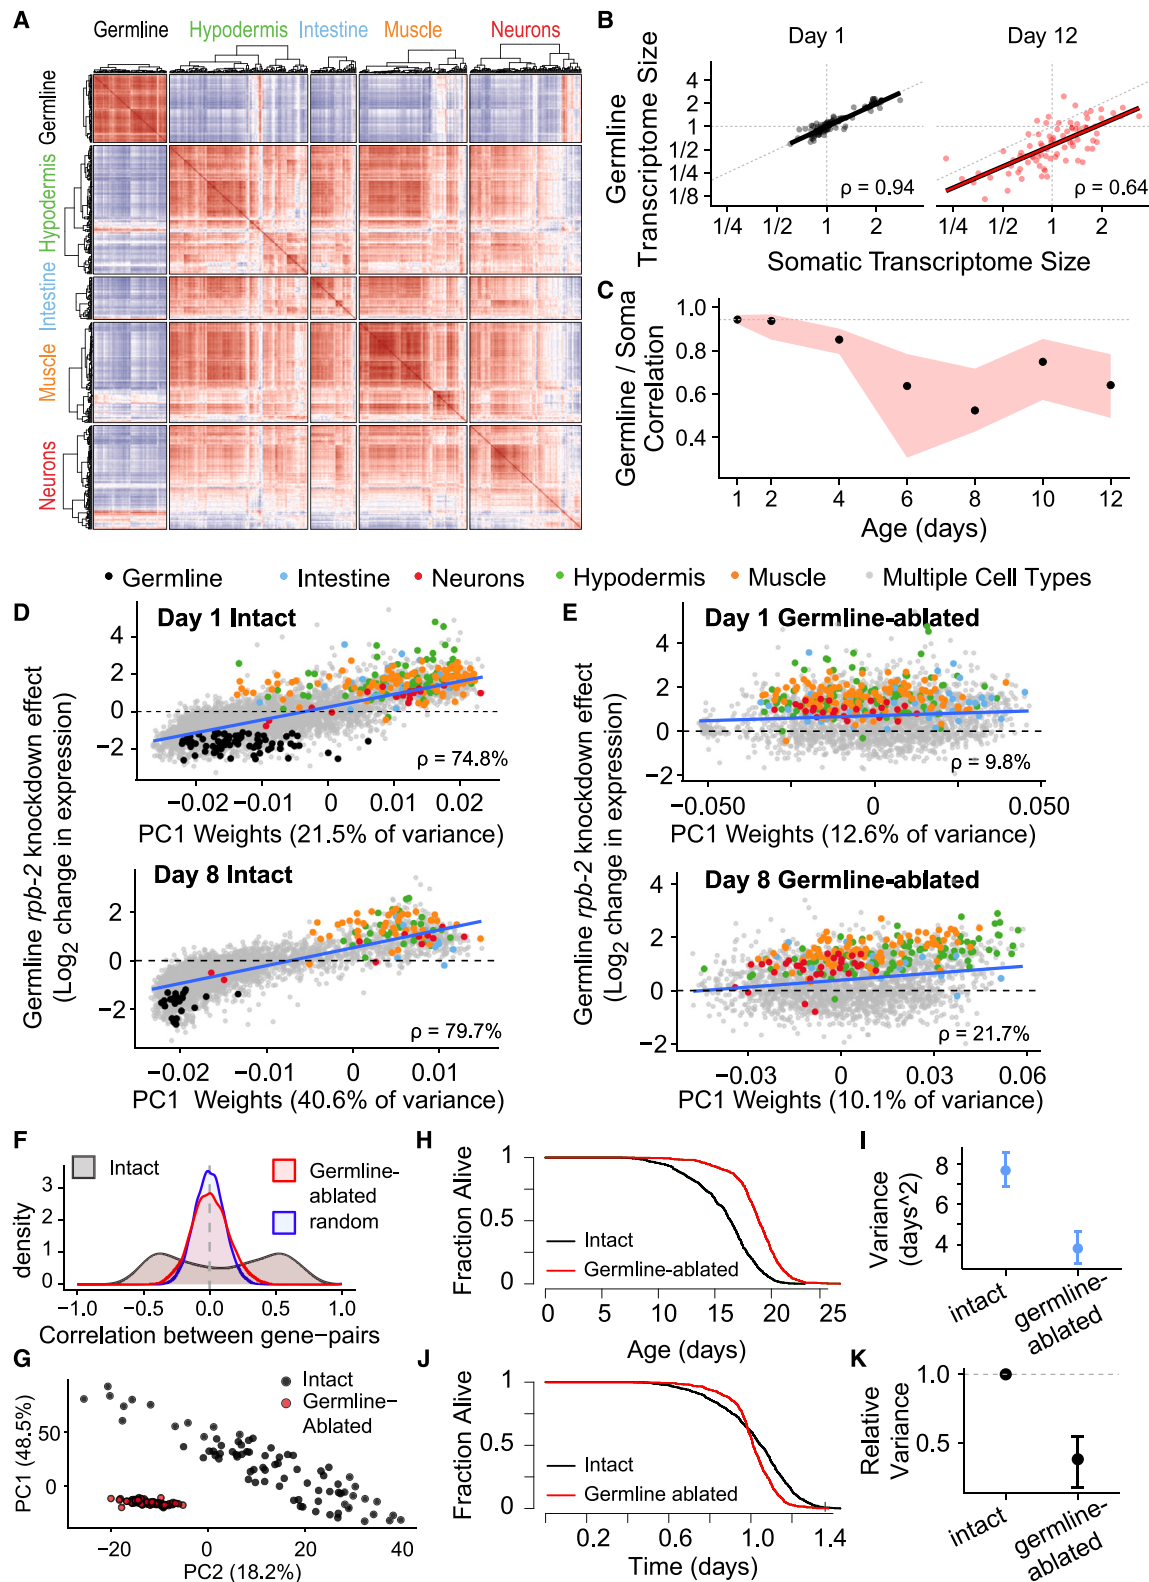 A
Germline Hypodermis Intestine Muscle Neurons
Germline
Hypodermis
Intestine
Muscle
Neurons
B
Day 1
Day 12
Germline
Transcriptome Size
4
2
1
1/2
1/4
1/8
ρ = 0.94
ρ = 0.64
1/4 1/2 1 2
1/4 1/2 1 2
Somatic Transcriptome Size
C
Germline / Soma
Correlation
1.0
0.8
0.6
0.4
1 2 4 6 8 10 12
Age (days)
Germline Intestine Neurons Hypodermis Muscle Multiple Cell Types
D
Day 1 Intact
Germline rpb-2 knockdown effect
(Log2 change in expression)
4
2
0
−2
ρ = 74.8%
−0.02 −0.01 0 0.01 0.02
PC1 Weights (21.5% of variance)
Day 8 Intact
2
0
−2
ρ = 79.7%
−0.02 −0.01 0 0.01
PC1 Weights (40.6% of variance)
E
Day 1 Germline-ablated
Germline rpb-2 knockdown effect
(Log2 change in expression)
4
2
0
−2
ρ = 9.8%
−0.050 0 0.050
PC1 Weights (12.6% of variance)
Day 8 Germline-ablated
4
2
0
−2
ρ = 21.7%
−0.03 0 0.03 0.06
PC1 Weights (10.1% of variance)
F
Intact
Germline-
ablated
random
density
3
2
1
0
−1.0 −0.5 0.0 0.5 1.0
Correlation between gene−pairs
G
Intact
Germline−
Ablated
PC1 (48.5%)
50
0
−20 0 20 40
PC2 (18.2%)
H
Fraction Alive
1
0.5
0
Intact
Germline-ablated
0 5 10 15 20 25
Age (days)
I
Variance
(days^2)
8
6
4
intact
germline-
ablated
J
Fraction Alive
1
0.5
0
Intact
Germline ablated
0.2 0.6 1.0 1.4
Time (days)
K
Relative
Variance
1.0
0.5
intact
germline-
ablated